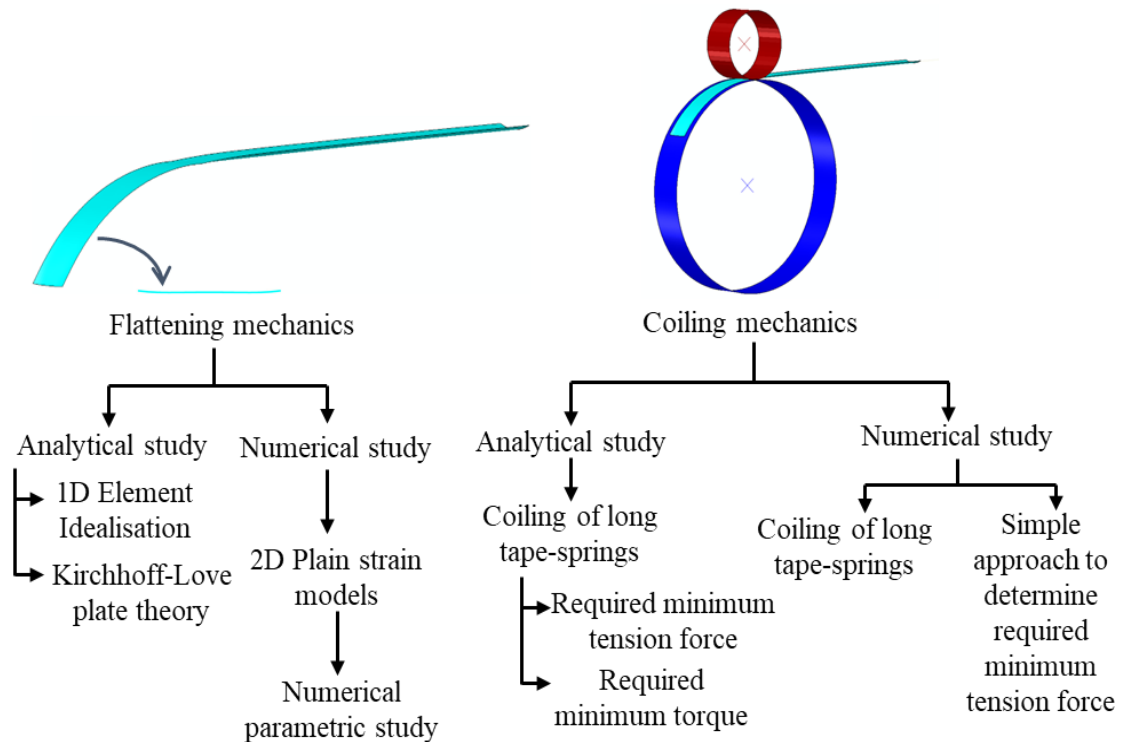 Flattening mechanics
Analytical study
1D Element
Idealisation
Kirchhoff-Love
plate theory
Numerical study
2D Plain strain
models
Numerical
parametric study
Coiling mechanics
Analytical study
Coiling of long
tape-springs
Required minimum
tension force
Required
minimum torque
Numerical study
Coiling of long
tape-springs
Simple
approach to
determine
required
minimum
tension force